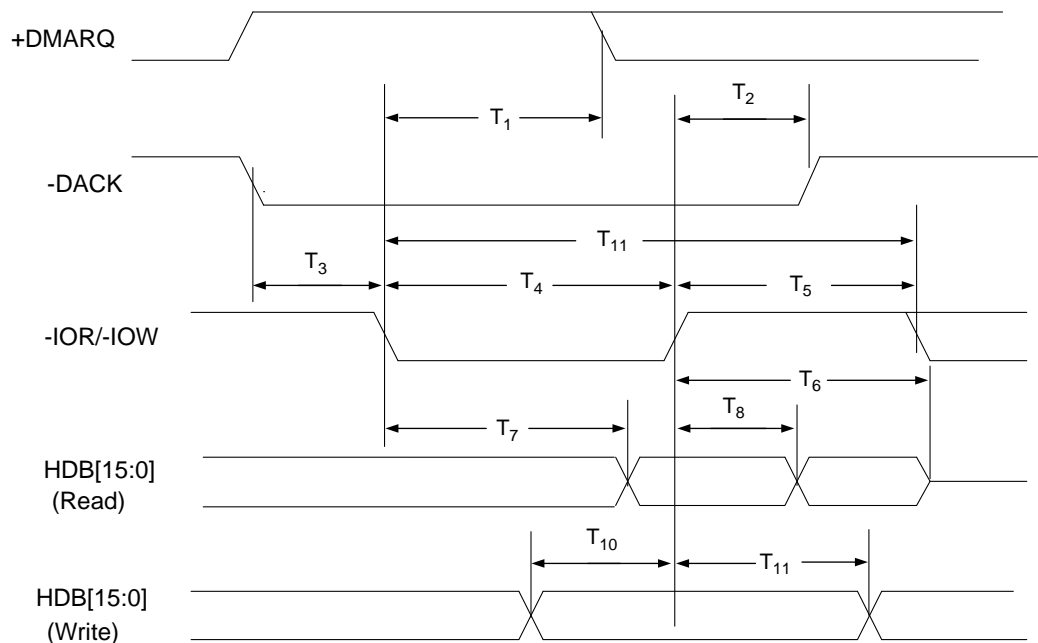 +DMARQ
T1
T2
-DACK
T11
T3
T4
T5
-IOR/-IOW
T6
T7
T8
HDB[15:0]
(Read)
T10
T11
HDB[15:0]
(Write)